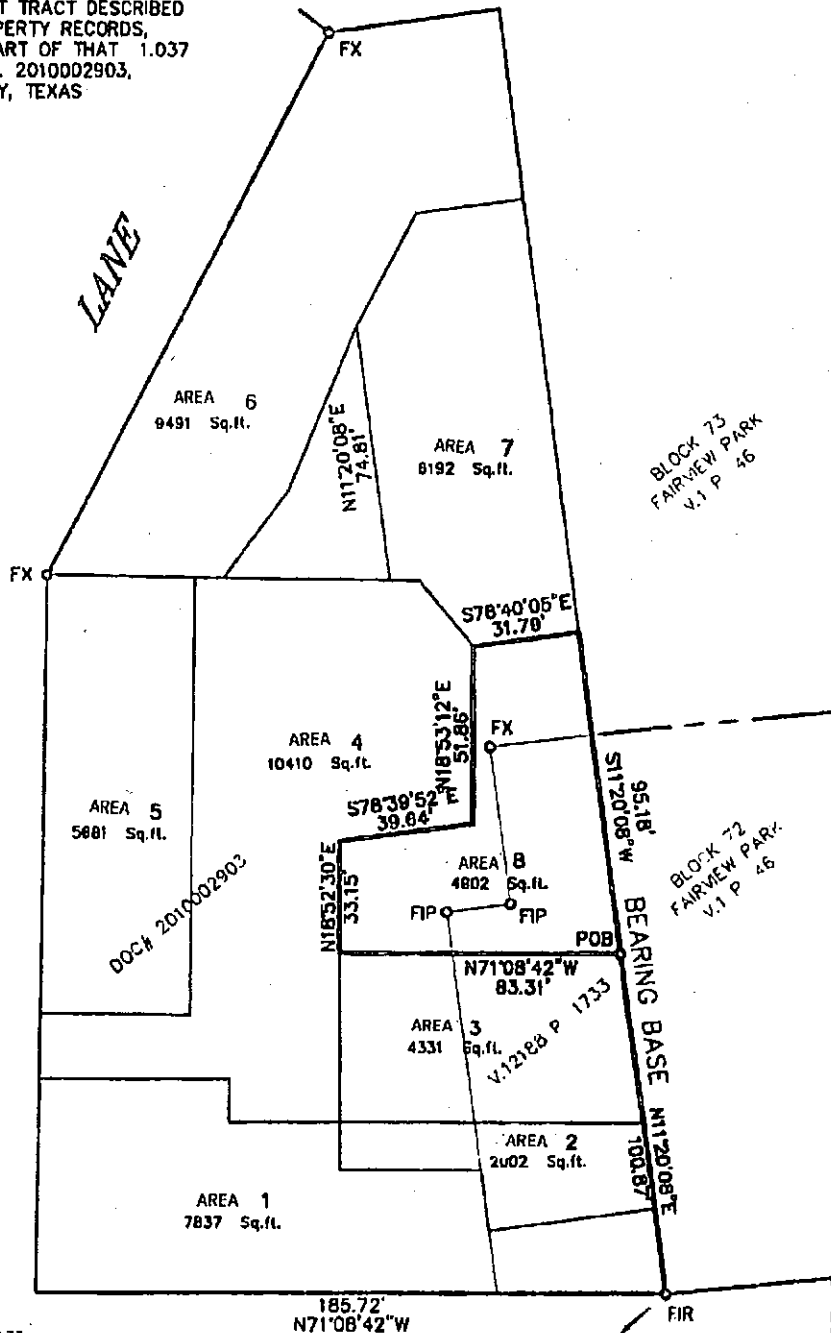 T TRACT DESCRIBED
PERTY RECORDS,
ART OF THAT 1.037
. 2010002903,
Y, TEXAS
FX
LANE
AREA 6
9491 Sq.ft.
N11°20'08"E
74.81'
AREA 7
8192 Sq.ft.
BLOCK 73
FAIRVIEW PARK
V.1 P 46
FX
S78°40'05"E
31.79'
N18°53'12"E
51.86'
FX
AREA 4
10410 Sq.ft.
S78°39'52"E
39.64'
AREA 5
5881 Sq.ft.
S11°20'08"W
95.18'
BLOCK 72
FAIRVIEW PARK
V.1 P 46
AREA 8
4802 Sq.ft.
N18°52'30"E
33.15'
DOC# 2010002903
FIP
FIP
POB
N71°08'42"W
83.31'
BEARING BASE
AREA 3
4331 Sq.ft.
V.12188 P 1733
N11°20'08"E
100.87'
AREA 2
2002 Sq.ft.
AREA 1
7837 Sq.ft.
185.72'
N71°08'42"W
FIR